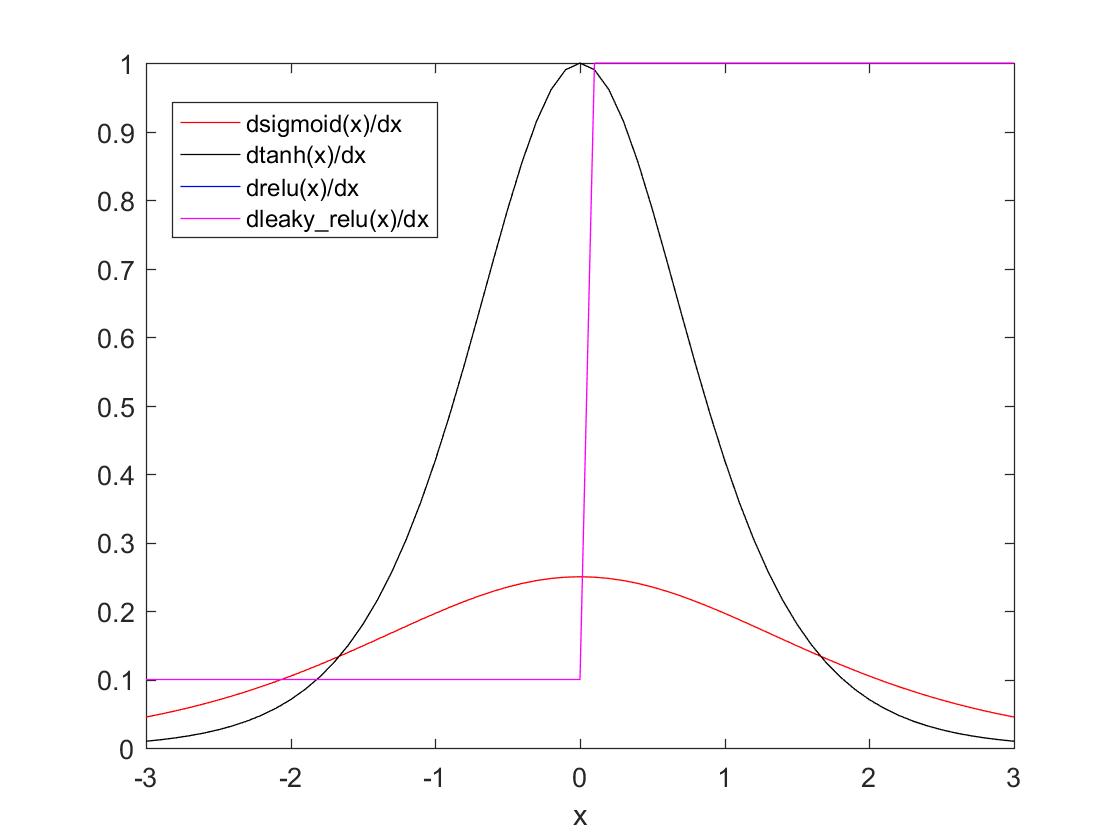 1
0.9
0.8
0.7
0.6
0.5
0.4
0.3
0.2
0.1
0
dsigmoid(x)/dx
dtanh(x)/dx
drelu(x)/dx
dleaky_relu(x)/dx
-3 -2 -1 0 1 2 3
x